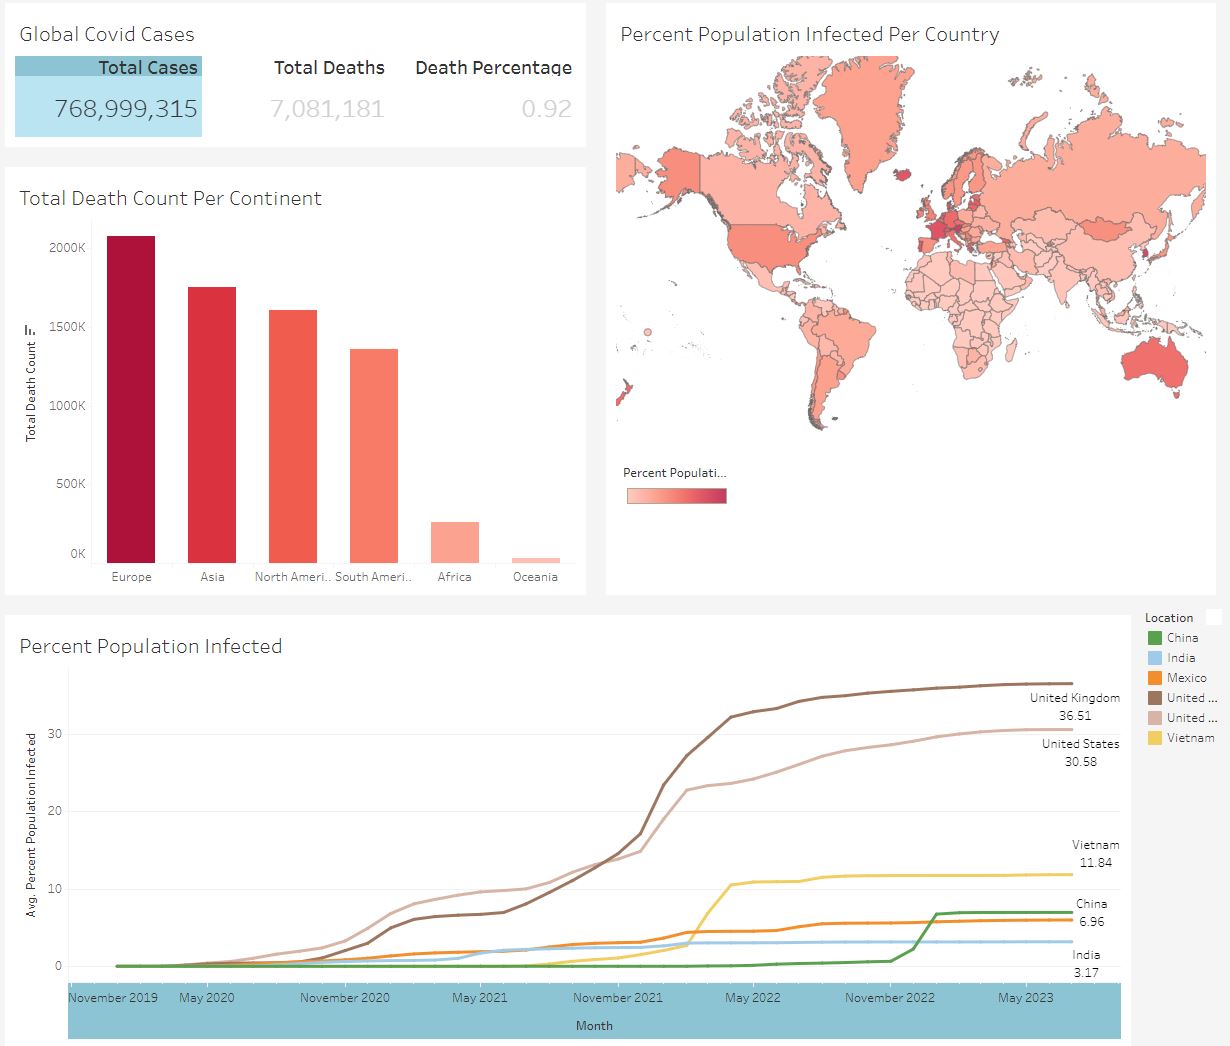 Global Covid Cases
Total Cases Total Deaths Death Percentage
768,999,315 7,081,181 0.92
Total Death Count Per Continent
Total Death Count
2000K
1500K
1000K
500K
0K
Europe Asia North Ameri.. South Ameri.. Africa Oceania
Percent Population Infected Per Country
Percent Populati...
Percent Population Infected
Avg. Percent Population Infected
30
20
10
0
United Kingdom
36.51
United States
30.58
Vietnam
11.84
China
6.96
India
3.17
November 2019 May 2020 November 2020 May 2021 November 2021 May 2022 November 2022 May 2023
Month
Location
China
India
Mexico
United ...
United ...
Vietnam